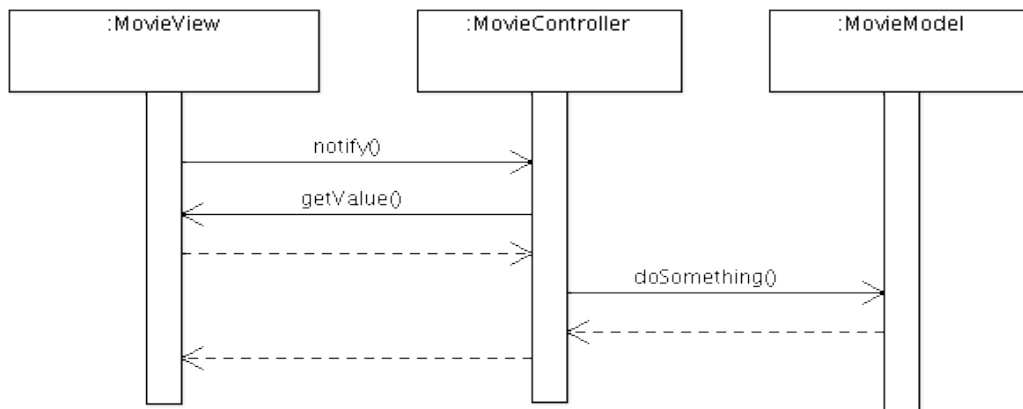 :MovieView
:MovieController
:MovieModel
notify()
getValue()
doSomething()